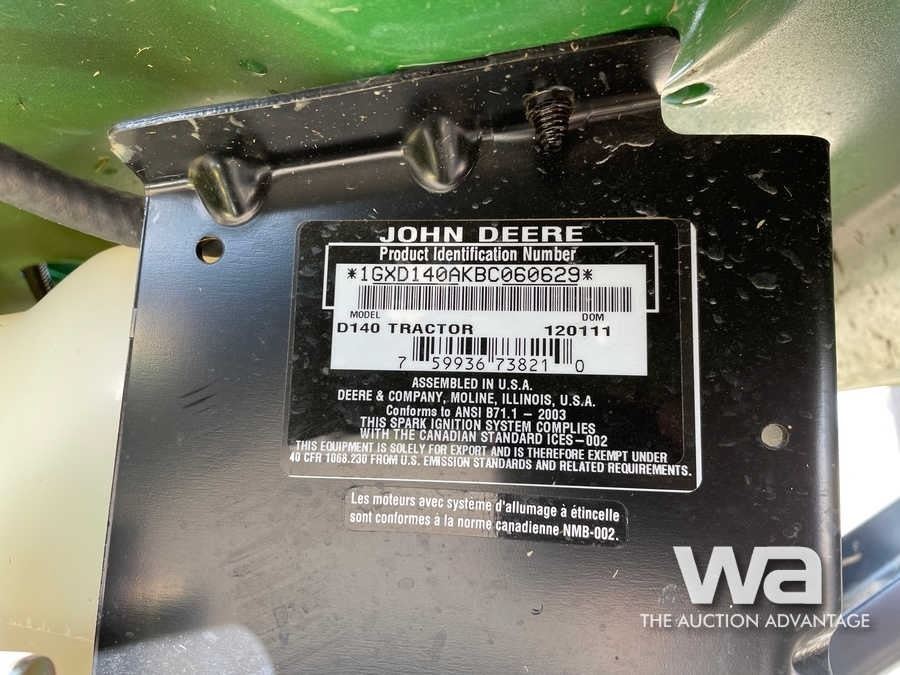 JOHN DEERE
Product Identification Number
*1GXD140AKBC060629*
MODEL DOM
D140 TRACTOR 120111
7 59936 73821 0
ASSEMBLED IN U.S.A.
DEERE & COMPANY, MOLINE, ILLINOIS, U.S.A.
Conforms to ANSI B71.1 – 2003
THIS SPARK IGNITION SYSTEM COMPLIES
WITH THE CANADIAN STANDARD ICES-002
THIS EQUIPMENT IS SOLELY FOR EXPORT AND IS THEREFORE EXEMPT UNDER
40 CFR 1068.230 FROM U.S. EMISSION STANDARDS AND RELATED REQUIREMENTS.
Les moteurs avec système d'allumage à étincelle
sont conformes à la norme canadienne NMB-002.
wa
THE AUCTION ADVANTAGE